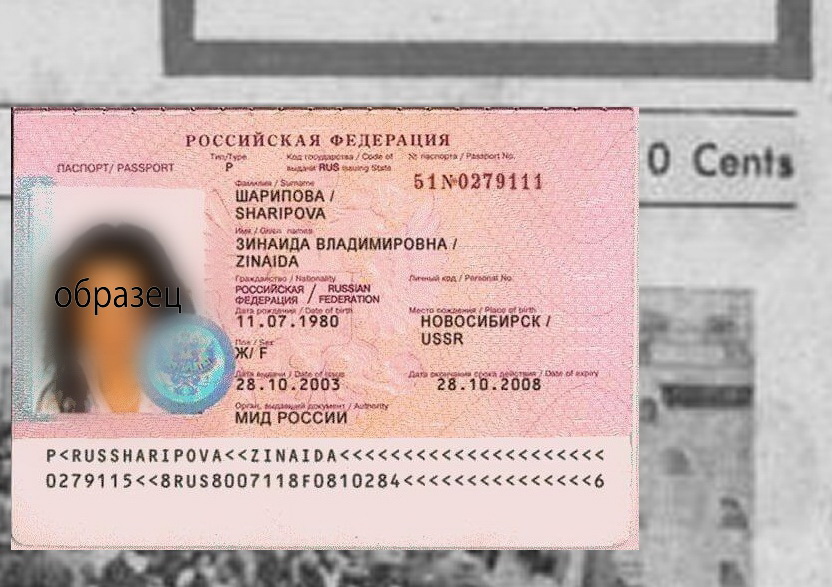 РОССИЙСКАЯ ФЕДЕРАЦИЯ
ПАСПОРТ/ PASSPORT
Тип/Type
P
Код государства / Code of
выдачи RUS issuing State
№ паспорта / Passport No.
51№0279111
Фамилия / Surname
ШАРИПОВА /
SHARIPOVA
Имя / Given names
ЗИНАИДА ВЛАДИМИРОВНА /
ZINAIDA
Гражданство / Nationality
РОССИЙСКАЯ / RUSSIAN
ФЕДЕРАЦИЯ / FEDERATION
Личный код / Personal No.
Дата рождения / Date of birth
11.07.1980
Место рождения / Place of birth
НОВОСИБИРСК /
USSR
Пол / Sex
Ж/ F
Дата выдачи / Date of issue
28.10.2003
Дата окончания срока действия / Date of expiry
28.10.2008
Орган, выдавший документ / Authority
МИД РОССИИ
образец
P<RUSSHARIPOVA<<ZINAIDA<<<<<<<<<<<<<<<<<<<<<
0279115<<8RUS8007118F0810284<<<<<<<<<<<<<<<6
0 Cents